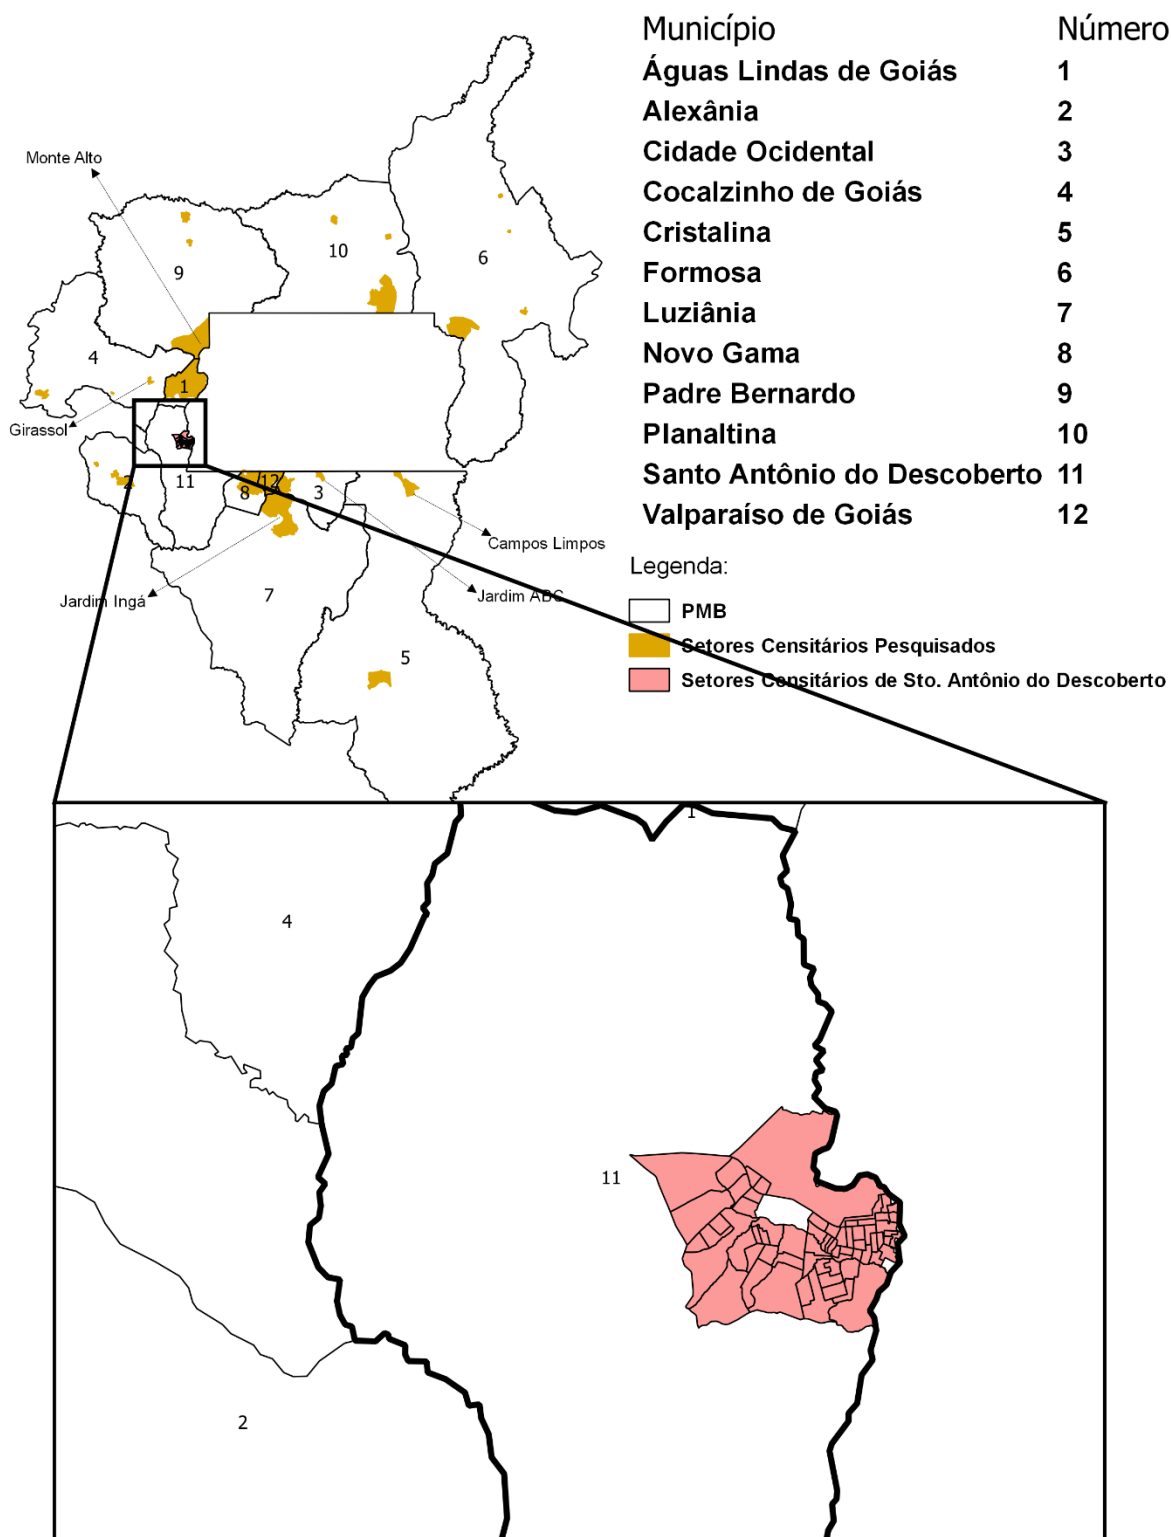 Município Número
Águas Lindas de Goiás 1
Alexânia 2
Cidade Ocidental 3
Cocalzinho de Goiás 4
Cristalina 5
Formosa 6
Luziânia 7
Novo Gama 8
Padre Bernardo 9
Planaltina 10
Santo Antônio do Descoberto 11
Valparaíso de Goiás 12
Legenda:
PMB
Setores Censitários Pesquisados
Setores Censitários de Sto. Antônio do Descoberto
Monte Alto
10
6
9
4
1
Girassol
2
11
8
12
3
Campos Limpos
Jardim Ingá
7
Jardim ABC
5
1
4
11
2